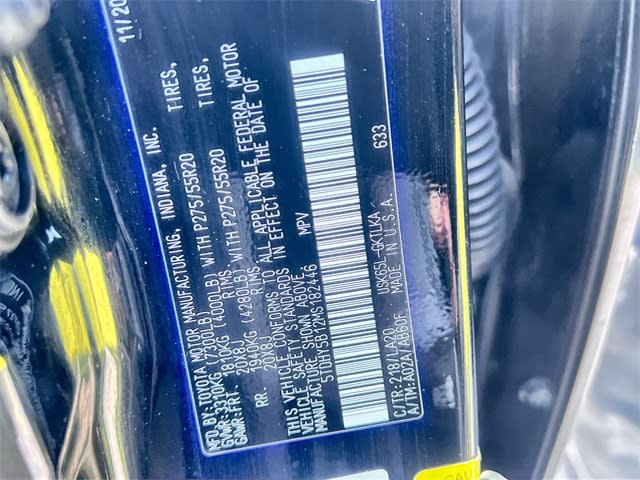 11/20
MFD.BY:TOYOTA MOTOR MANUFACTURING, INDIANA, INC.
GVWR:3310KG(7300LB)
GAWR:FRT. 1810KG (4000LB) WITH P275/55R20 TIRES,
20X8J RIMS
RR. 1940KG (4280LB) WITH P275/55R20 TIRES,
20X8J RIMS
THIS VEHICLE CONFORMS TO ALL APPLICABLE FEDERAL MOTOR
VEHICLE SAFETY STANDARDS IN EFFECT ON THE DATE OF
MANUFACTURE SHOWN ABOVE.
5TDHY5B12MS182446 MPV
633
C/TR:218/LA20 USK65L-GKTLKA
A/TM:A02A/AB60F MADE IN U.S.A.